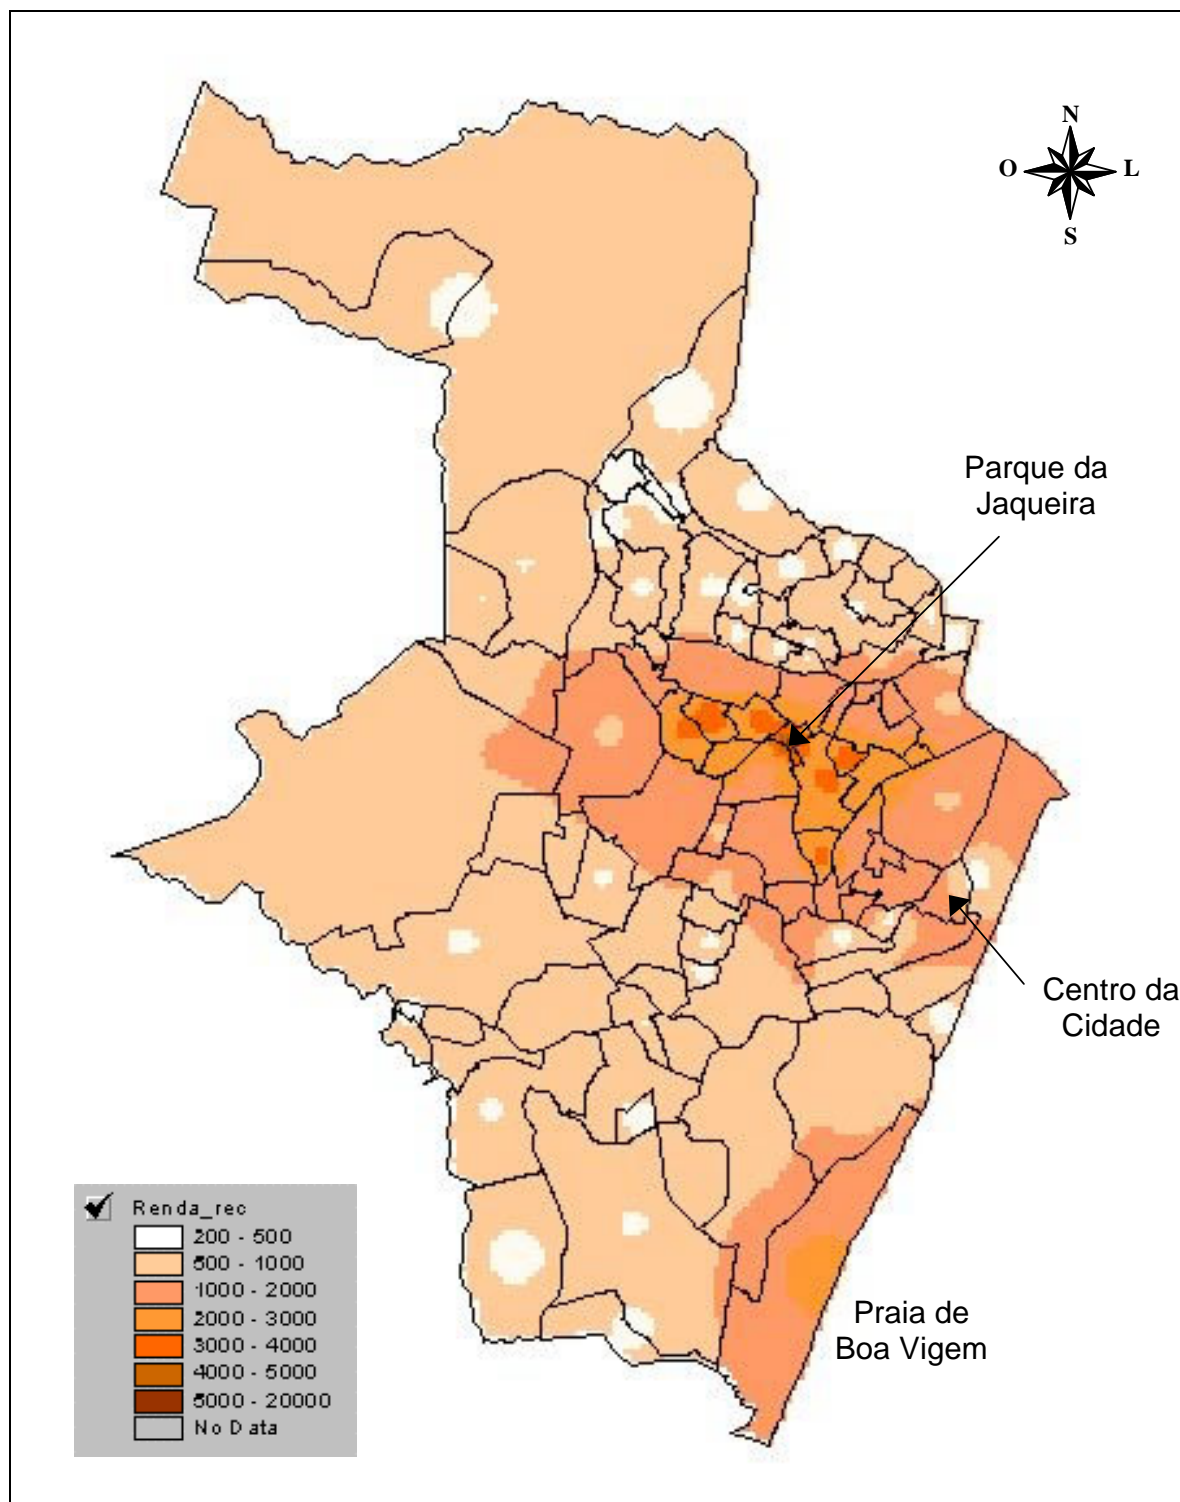 N
O L
S
Parque da
Jaqueira
Centro da
Cidade
Praia de
Boa Vigem
Renda_rec
200 - 500
500 - 1000
1000 - 2000
2000 - 3000
3000 - 4000
4000 - 5000
5000 - 20000
No Data